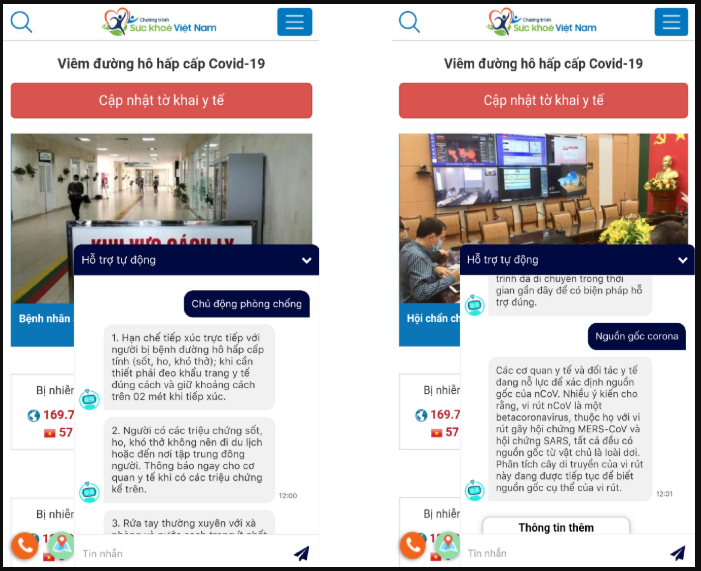 Chương trình
Sức khoẻ Việt Nam
Viêm đường hô hấp cấp Covid-19
Cập nhật tờ khai y tế
KHU VỰC CÁCH LY
Hỗ trợ tự động
Chủ động phòng chống
Bệnh nhân
1. Hạn chế tiếp xúc trực tiếp với
người bị bệnh đường hô hấp cấp
tính (sốt, ho, khó thở); khi cần
thiết phải đeo khẩu trang y tế
đúng cách và giữ khoảng cách
trên 02 mét khi tiếp xúc.
Bị nhiễ
169.7
57
2. Người có các triệu chứng sốt,
ho, khó thở không nên đi du lịch
hoặc đến nơi tập trung đông
người. Thông báo ngay cho cơ
quan y tế khi có các triệu chứng
kể trên.
12:00
Bị nhiễ
3. Rửa tay thường xuyên với xà
Tin nhắn
Chương trình
Sức khoẻ Việt Nam
Viêm đường hô hấp cấp Covid-19
Cập nhật tờ khai y tế
Hỗ trợ tự động
trình đã di chuyển trong thời
gian gần đây để có biện pháp hỗ
trợ đúng.
Hội chẩn ch
Nguồn gốc corona
Các cơ quan y tế và đối tác y tế
đang nỗ lực để xác định nguồn
gốc của nCoV. Nhiều ý kiến cho
rằng, vi rút nCoV là một
betacoronavirus, thuộc họ với vi
rút gây hội chứng MERS-CoV và
hội chứng SARS, tất cả đều có
nguồn gốc từ vật chủ là loài dơi.
Phân tích cây di truyền của vi rút
này đang được tiếp tục để biết
nguồn gốc cụ thể của vi rút.
12:01
Bị nhiễ
169.7
57
Bị nhiễ
Thông tin thêm
Tin nhắn